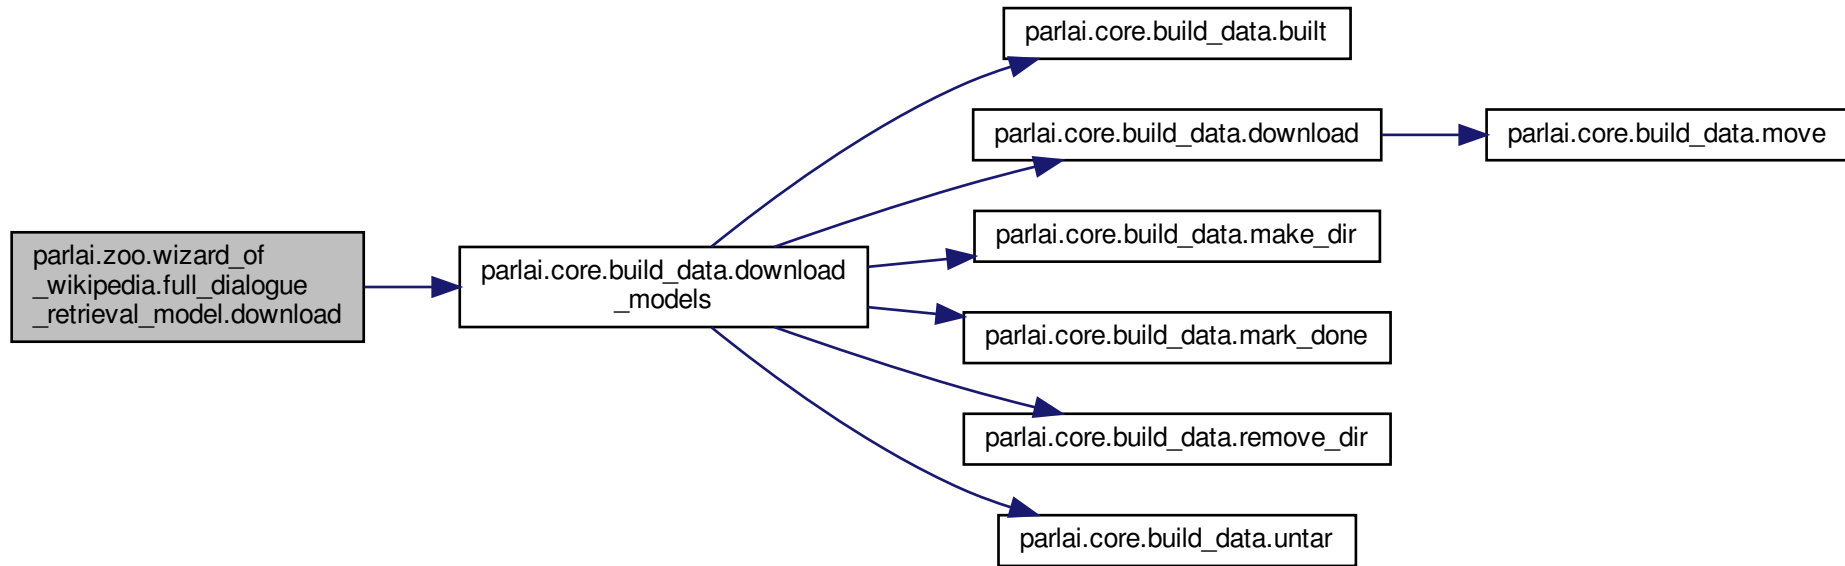 parlai.zoo.wizard_of
_wikipedia.full_dialogue
_retrieval_model.download
parlai.core.build_data.download
_models
parlai.core.build_data.built
parlai.core.build_data.download
parlai.core.build_data.move
parlai.core.build_data.make_dir
parlai.core.build_data.mark_done
parlai.core.build_data.remove_dir
parlai.core.build_data.untar